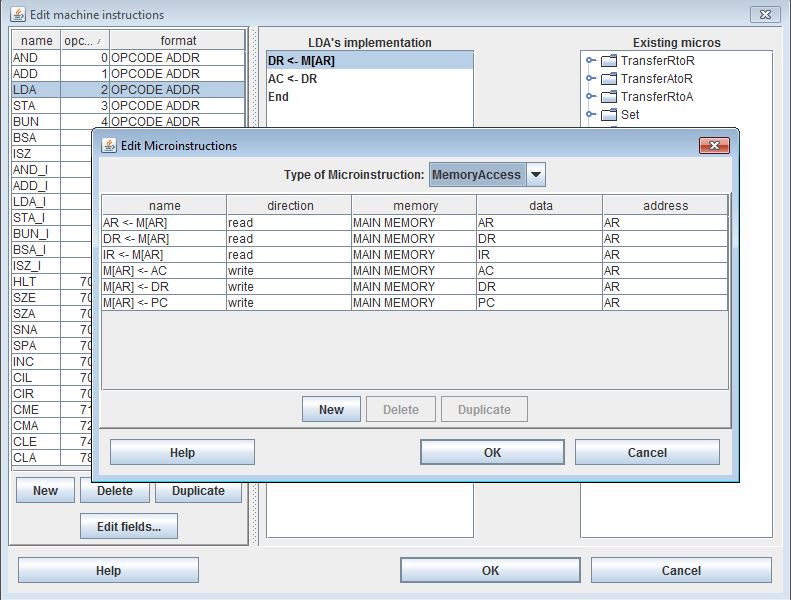 Edit machine instructions
name opc... format
AND 0 OPCODE ADDR
ADD 1 OPCODE ADDR
LDA 2 OPCODE ADDR
STA 3 OPCODE ADDR
BUN 4 OPCODE ADDR
BSA
ISZ
AND_I
ADD_I
LDA_I
STA_I
BUN_I
BSA_I
ISZ_I
HLT 70
SZE 70
SZA 70
SNA 70
SPA 70
INC 70
CIL 70
CIR 70
CME 71
CMA 72
CLE 74
CLA 78
New Delete Duplicate
Edit fields...
LDA's implementation
DR <- M[AR]
AC <- DR
End
Existing micros
TransferRtoR
TransferAtoR
TransferRtoA
Set
Edit Microinstructions
Type of Microinstruction: MemoryAccess
name direction memory data address
AR <- M[AR] read MAIN MEMORY AR AR
DR <- M[AR] read MAIN MEMORY DR AR
IR <- M[AR] read MAIN MEMORY IR AR
M[AR] <- AC write MAIN MEMORY AC AR
M[AR] <- DR write MAIN MEMORY DR AR
M[AR] <- PC write MAIN MEMORY PC AR
New Delete Duplicate
Help OK Cancel
Help OK Cancel